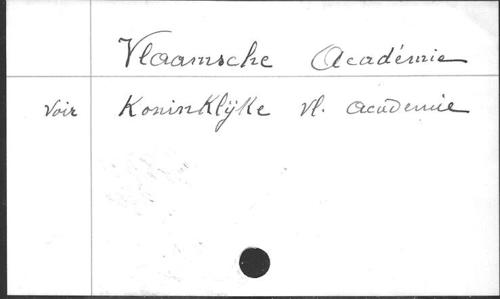 Vlaamsche Académie
Voir Koninklijke Vl. Academie